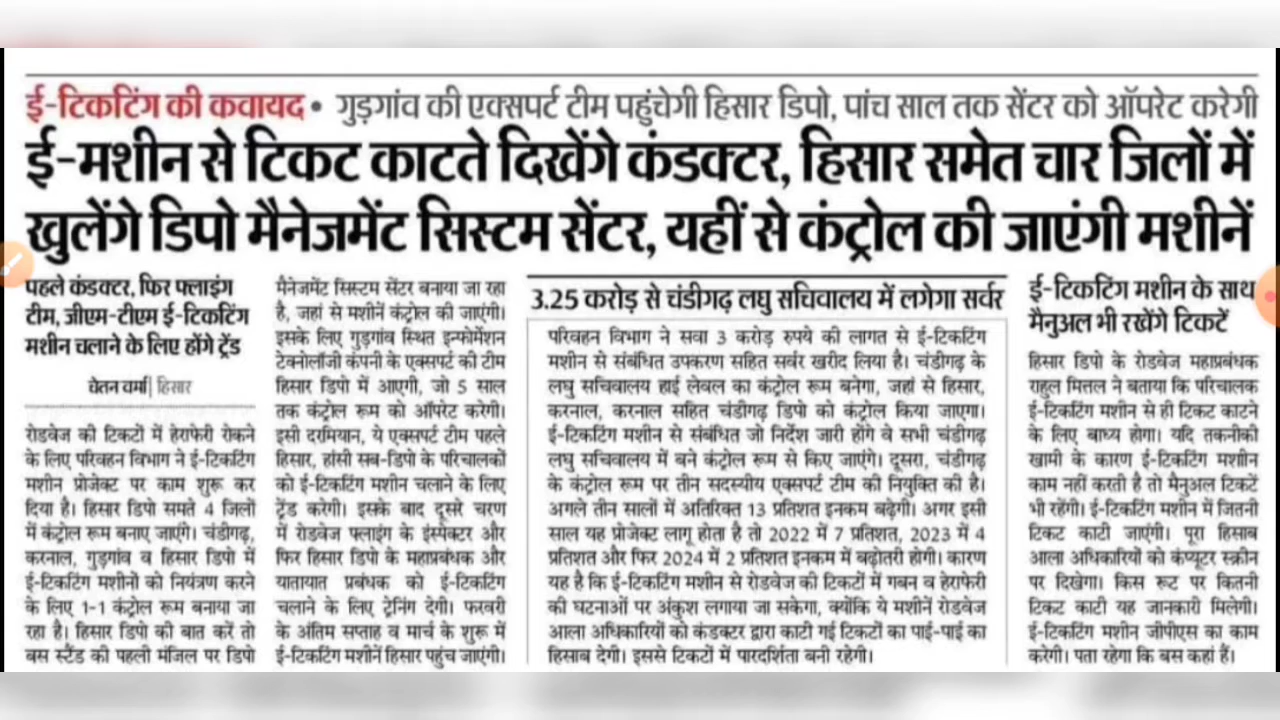 ई-टिकटिंग की कवायद • गुड़गांव की एक्सपर्ट टीम पहुंचेगी हिसार डिपो, पांच साल तक सेंटर को ऑपरेट करेगी
ई-मशीन से टिकट काटते दिखेंगे कंडक्टर, हिसार समेत चार जिलों में
खुलेंगे डिपो मैनेजमेंट सिस्टम सेंटर, यहीं से कंट्रोल की जाएंगी मशीनें
पहले कंडक्टर, फिर फ्लाइंग
टीम, जीएम-टीएम ई-टिकटिंग
मशीन चलाने के लिए होंगे ट्रेंड
चेतन वर्मा| हिसार
रोडवेज की टिकटों में हेराफेरी रोकने
के लिए परिवहन विभाग ने ई-टिकटिंग
मशीन प्रोजेक्ट पर काम शुरू कर
दिया है। हिसार डिपो समते 4 जिलों
में कंट्रोल रूम बनाए जाएंगे। चंडीगढ़,
करनाल, गुड़गांव व हिसार डिपो में
ई-टिकटिंग मशीनों को नियंत्रण करने
के लिए 1-1 कंट्रोल रूम बनाया जा
रहा है। हिसार डिपो की बात करें तो
बस स्टैंड की पहली मंजिल पर डिपो
मैनेजमेंट सिस्टम सेंटर बनाया जा रहा
है, जहां से मशीनें कंट्रोल की जाएंगी।
इसके लिए गुड़गांव स्थित इन्फोर्मेशन
टेक्नोलॉजी कंपनी के एक्सपर्ट की टीम
हिसार डिपो में आएगी, जो 5 साल
तक कंट्रोल रूम को ऑपरेट करेगी।
इसी दरमियान, ये एक्सपर्ट टीम पहले
हिसार, हांसी सब-डिपो के परिचालकों
को ई-टिकटिंग मशीन चलाने के लिए
ट्रेंड करेगी। इसके बाद दूसरे चरण
में रोडवेज फ्लाइंग के इंस्पेक्टर और
फिर हिसार डिपो के महाप्रबंधक और
यातायात प्रबंधक को ई-टिकटिंग
चलाने के लिए ट्रेनिंग देगी। फरवरी
के अंतिम सप्ताह व मार्च के शुरू में
ई-टिकटिंग मशीनें हिसार पहुंच जाएंगी।
3.25 करोड़ से चंडीगढ़ लघु सचिवालय में लगेगा सर्वर
परिवहन विभाग ने सवा 3 करोड़ रुपये की लागत से ई-टिकटिंग
मशीन से संबंधित उपकरण सहित सर्वर खरीद लिया है। चंडीगढ़ के
लघु सचिवालय हाई लेवल का कंट्रोल रूम बनेगा, जहां से हिसार,
करनाल, करनाल सहित चंडीगढ़ डिपो को कंट्रोल किया जाएगा।
ई-टिकटिंग मशीन से संबंधित जो निर्देश जारी होंगे वे सभी चंडीगढ़
लघु सचिवालय में बने कंट्रोल रूम से किए जाएंगे। दूसरा, चंडीगढ़
के कंट्रोल रूम पर तीन सदस्यीय एक्सपर्ट टीम की नियुक्ति की है।
अगले तीन सालों में अतिरिक्त 13 प्रतिशत इनकम बढ़ेगी। अगर इसी
साल यह प्रोजेक्ट लागू होता है तो 2022 में 7 प्रतिशत, 2023 में 4
प्रतिशत और फिर 2024 में 2 प्रतिशत इनकम में बढ़ोतरी होगी। कारण
यह है कि ई-टिकटिंग मशीन से रोडवेज की टिकटों में गबन व हेराफेरी
की घटनाओं पर अंकुश लगाया जा सकेगा, क्योंकि ये मशीनें रोडवेज
आला अधिकारियों को कंडक्टर द्वारा काटी गई टिकटों का पाई-पाई का
हिसाब देगी। इससे टिकटों में पारदर्शिता बनी रहेगी।
ई-टिकटिंग मशीन के साथ
मैनुअल भी रखेंगे टिकटें
हिसार डिपो के रोडवेज महाप्रबंधक
राहुल मित्तल ने बताया कि परिचालक
ई-टिकटिंग मशीन से ही टिकट काटने
के लिए बाध्य होगा। यदि तकनीकी
खामी के कारण ई-टिकटिंग मशाीन
काम नहीं करती है तो मैनुअल टिकटें
भी रहेंगी। ई-टिकटिंग मशीन में जितनी
टिकट काटी जाएंगी। पूरा हिसाब
आला अधिकारियों को कंप्यूटर स्क्रीन
पर दिखेगा। किस रूट पर कितनी
टिकट काटी यह जानकारी मिलेगी।
ई-टिकटिंग मशीन जीपीएस का काम
करेगी। पता रहेगा कि बस कहां हैं।